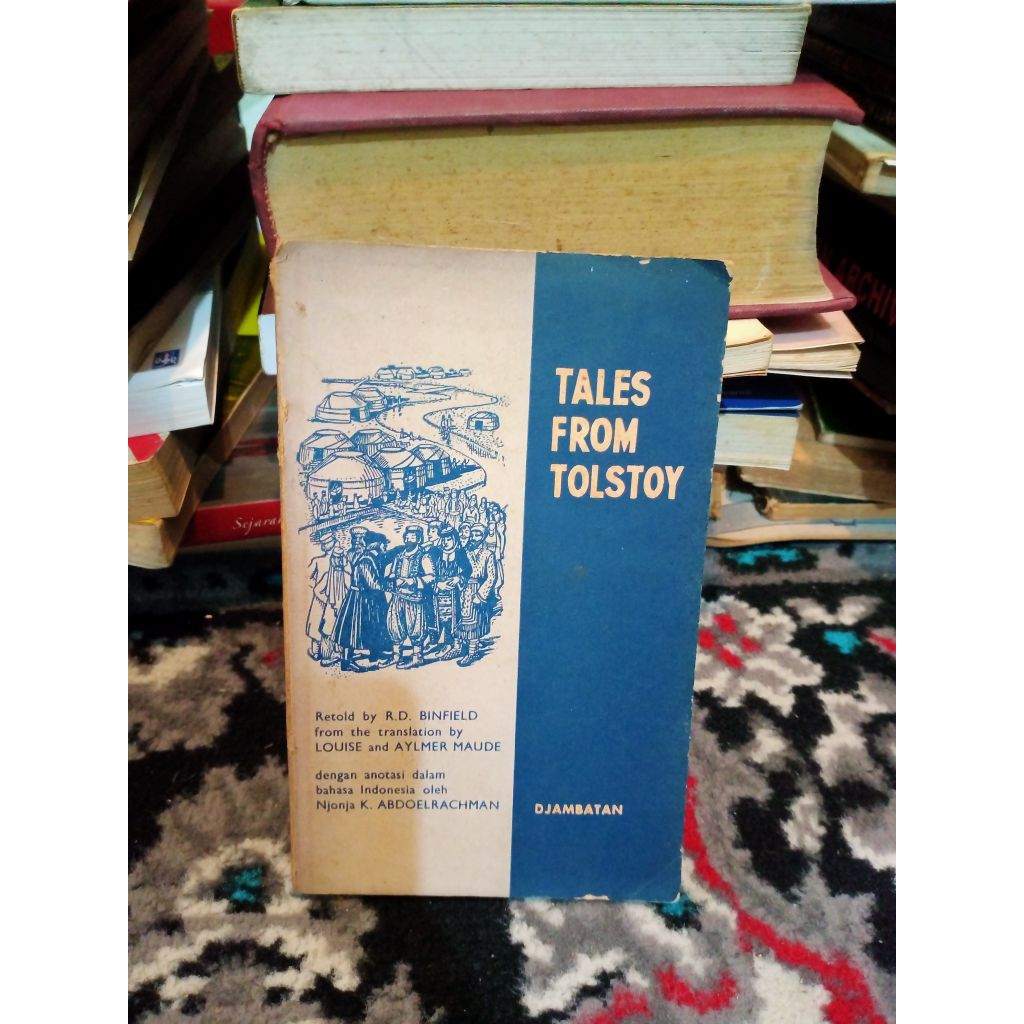 TALES
FROM
TOLSTOY
Retold by R.D. BINFIELD
from the translation by
LOUISE and AYLMER MAUDE
dengan anotasi dalam
bahasa Indonesia oleh
Njonja K. ABDOELRACHMAN
DJAMBATAN